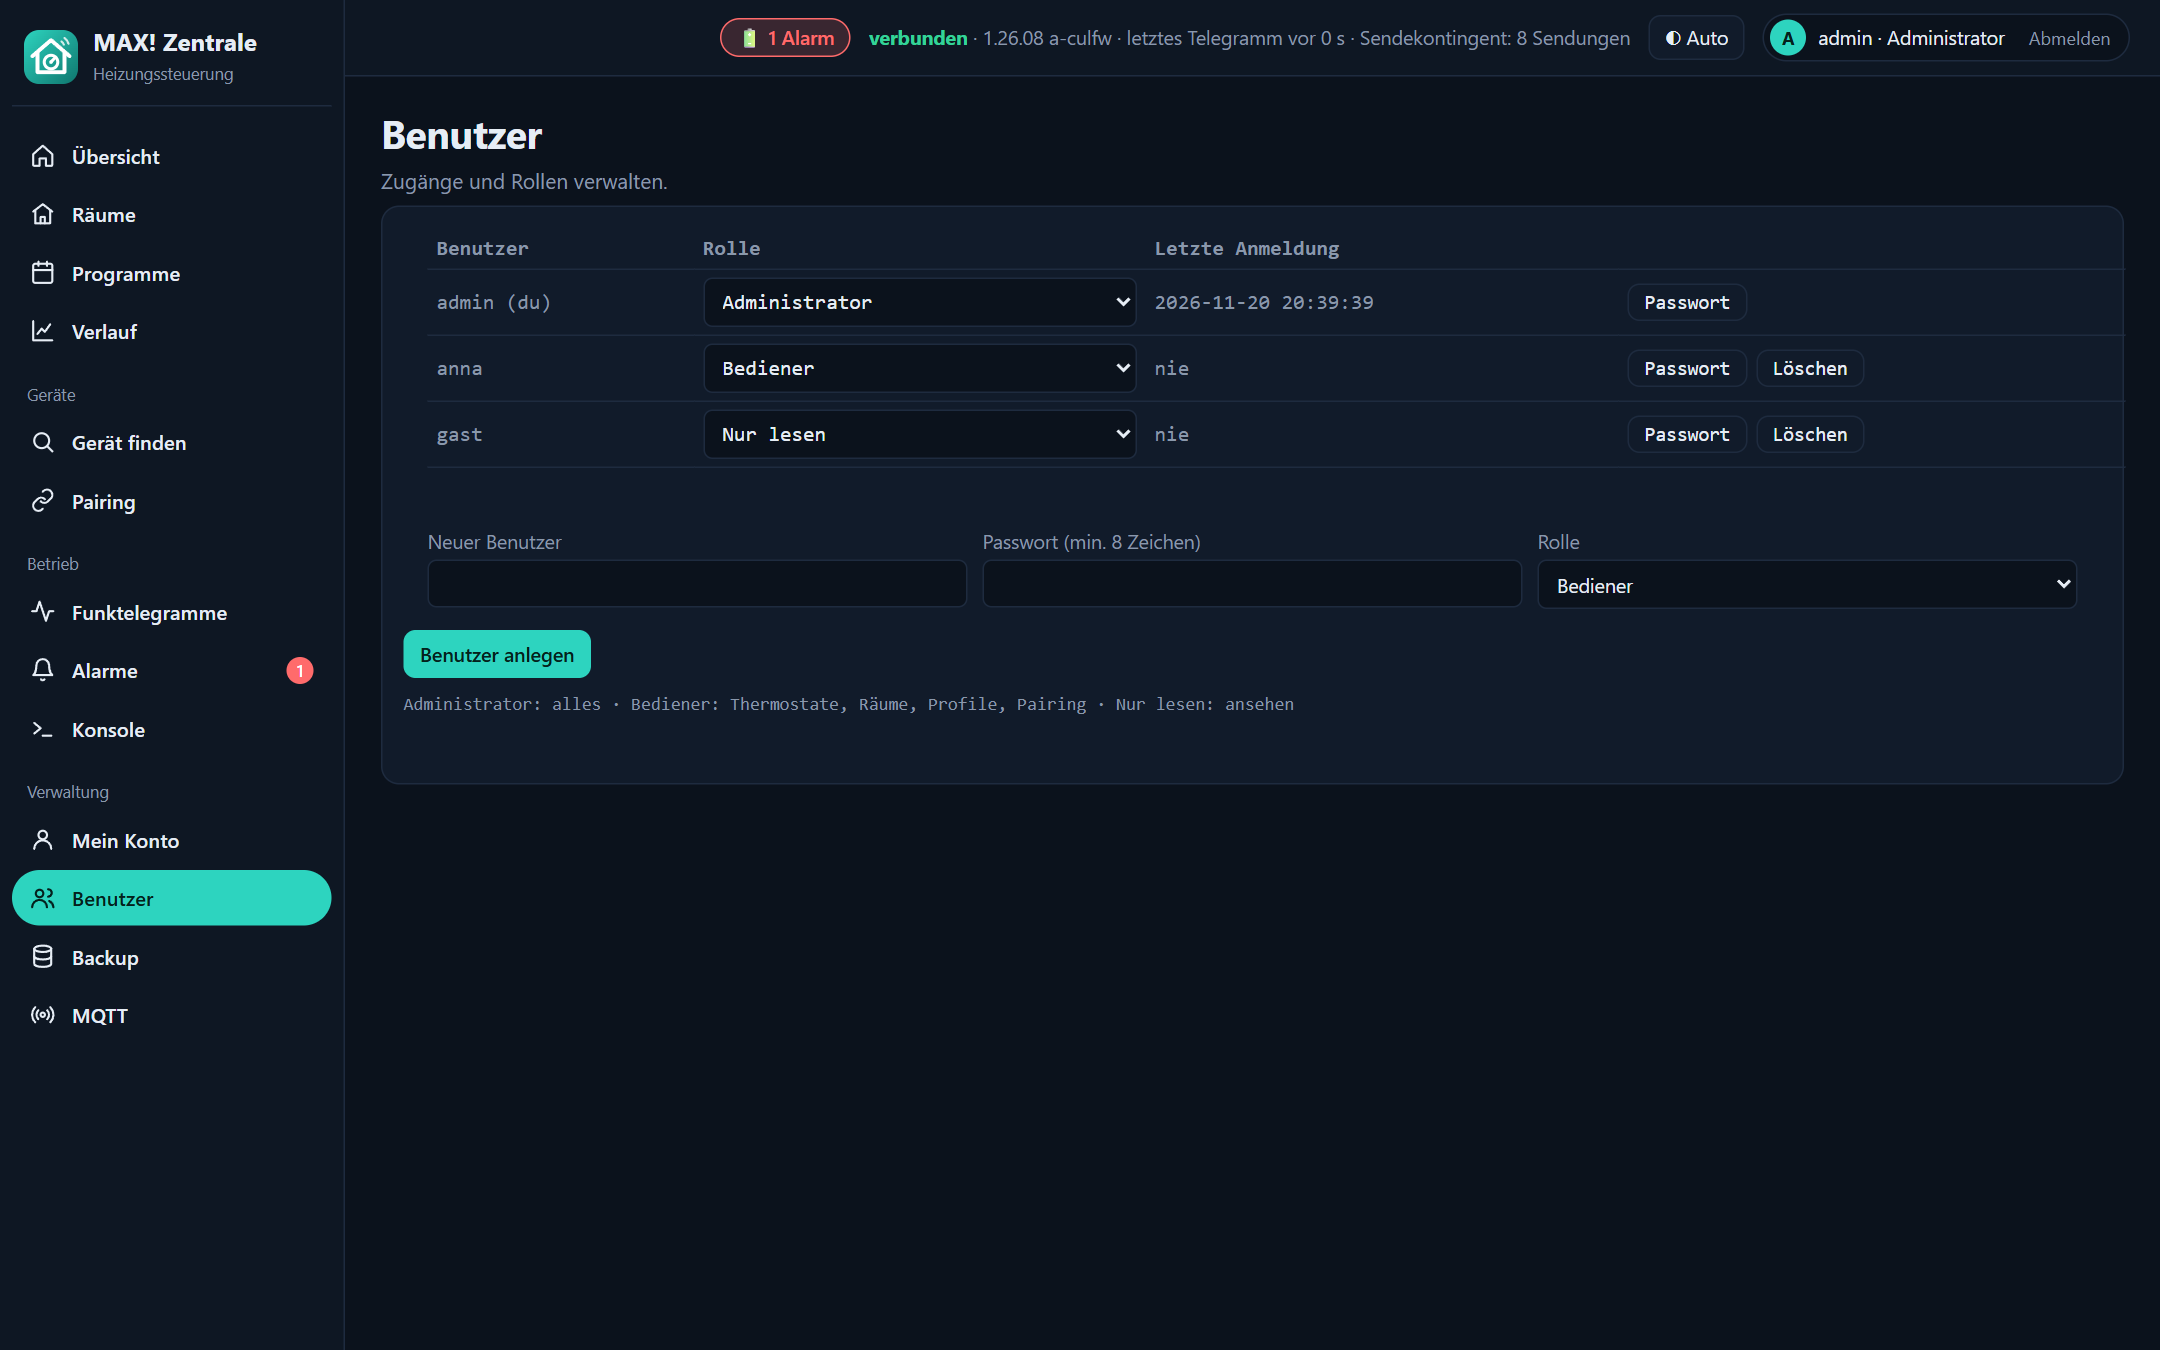 MAX! Zentrale
Heizungssteuerung
1 Alarm verbunden · 1.26.08 a-culfw · letztes Telegramm vor 0 s · Sendekontingent: 8 Sendungen Auto A admin · Administrator Abmelden
Übersicht
Räume
Programme
Verlauf
Geräte
Gerät finden
Pairing
Betrieb
Funktelegramme
Alarme 1
Konsole
Verwaltung
Mein Konto
Benutzer
Backup
MQTT
Benutzer
Zugänge und Rollen verwalten.
Benutzer Rolle Letzte Anmeldung
admin (du) Administrator 2026-11-20 20:39:39 Passwort
anna Bediener nie Passwort Löschen
gast Nur lesen nie Passwort Löschen
Neuer Benutzer Passwort (min. 8 Zeichen) Rolle
Bediener
Benutzer anlegen
Administrator: alles · Bediener: Thermostate, Räume, Profile, Pairing · Nur lesen: ansehen